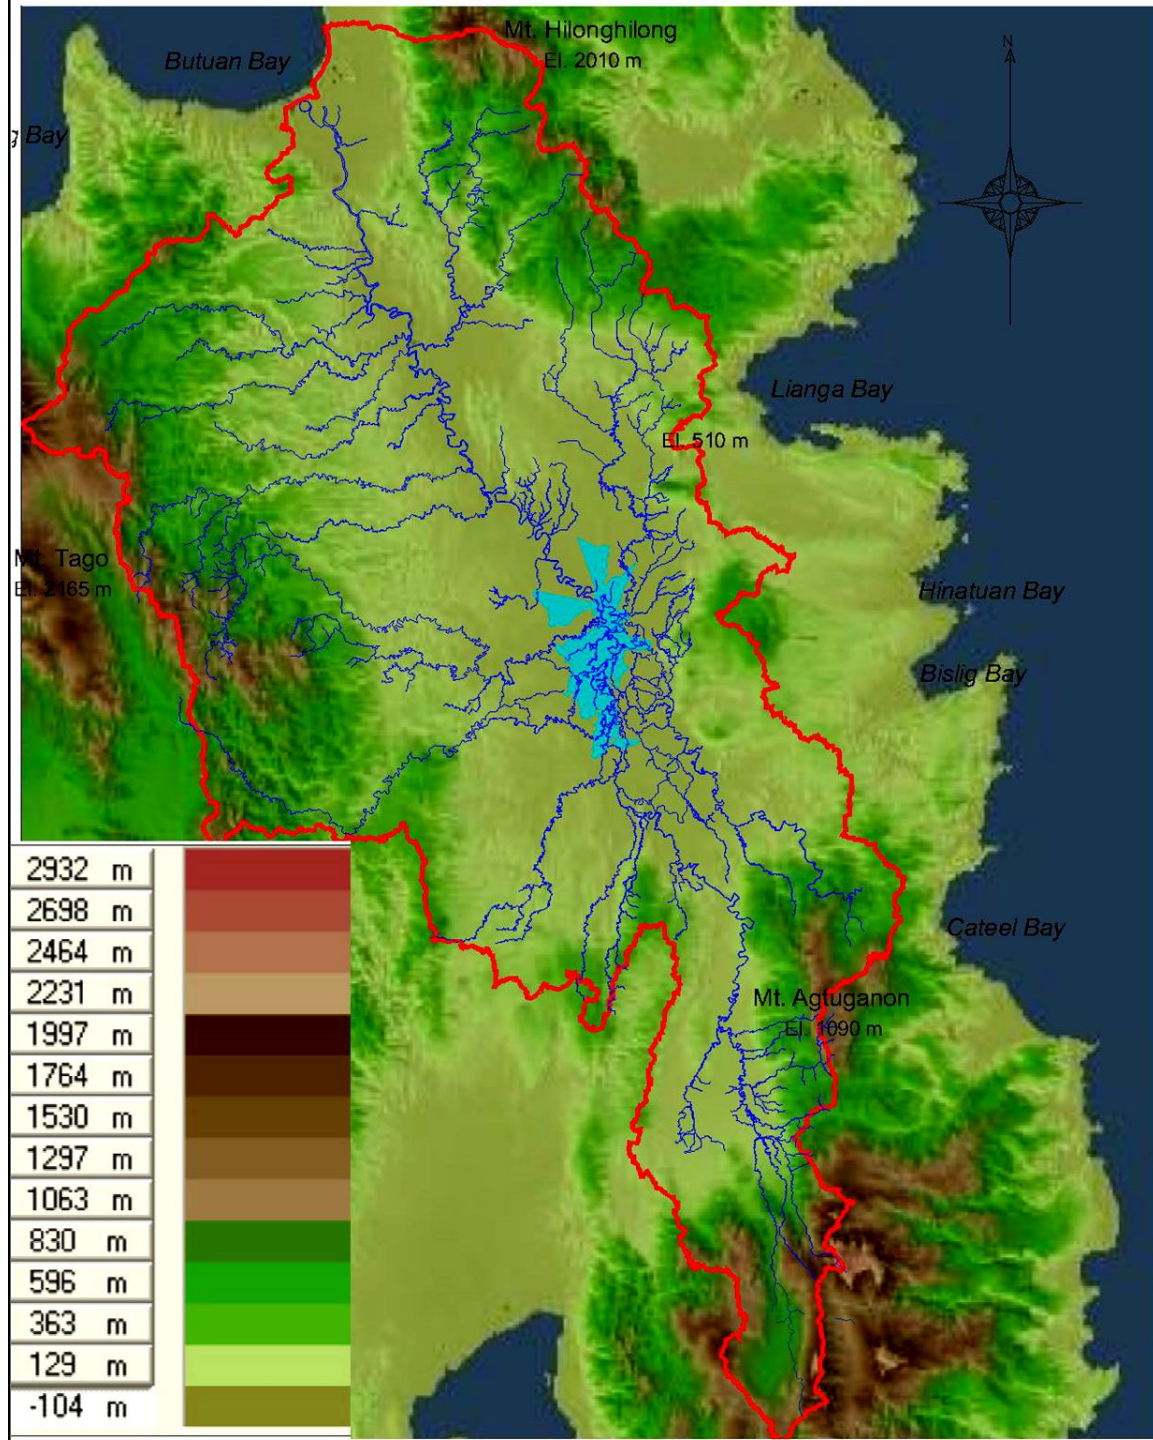 Mt. Hilonghilong
El. 2010 m
Butuan Bay
N
Bay
Lianga Bay
El. 510 m
Mt. Tago
El. 2165 m
Hinatuan Bay
Bislig Bay
2932 m
2698 m
2464 m
2231 m
1997 m
1764 m
1530 m
1297 m
1063 m
830 m
596 m
363 m
129 m
-104 m
Cateel Bay
Mt. Agtuganon
El. 1090 m